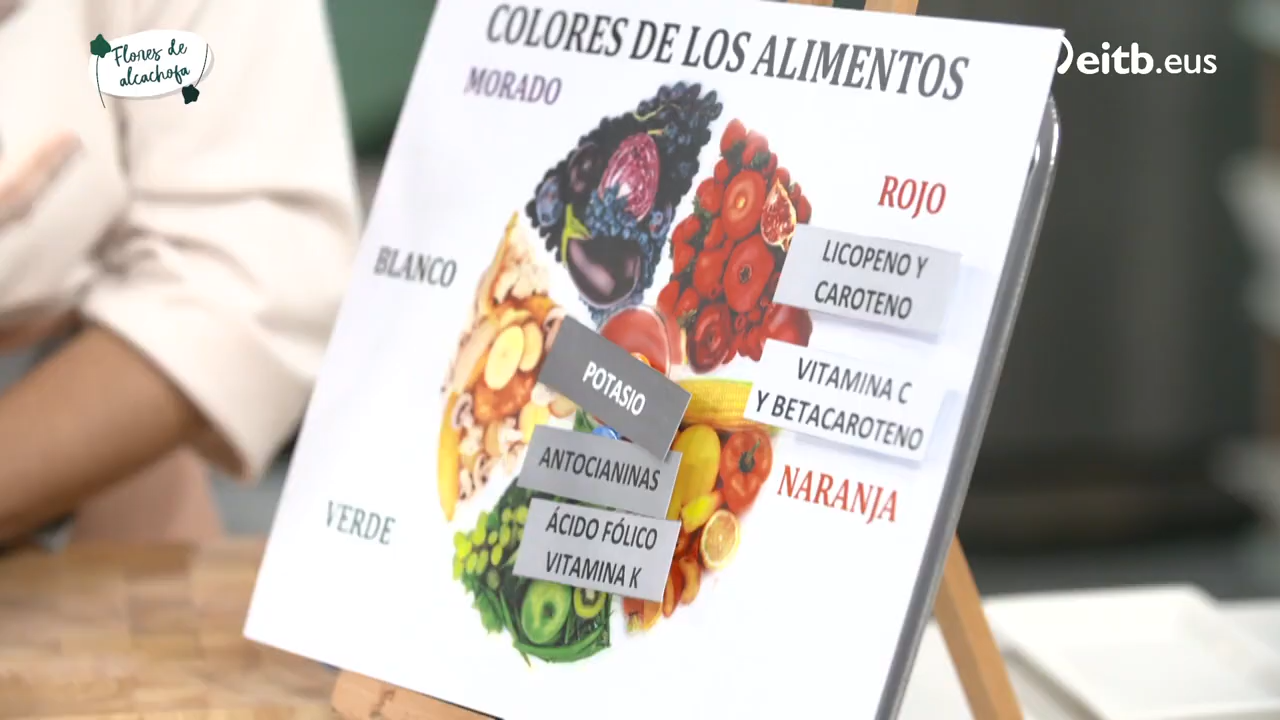 Flores de
alcachofa
eitb.eus
COLORES DE LOS ALIMENTOS
MORADO
ROJO
BLANCO
LICOPENO Y
CAROTENO
VITAMINA C
Y BETACAROTENO
POTASIO
ANTOCIANINAS
NARANJA
VERDE
ÁCIDO FÓLICO
VITAMINA K